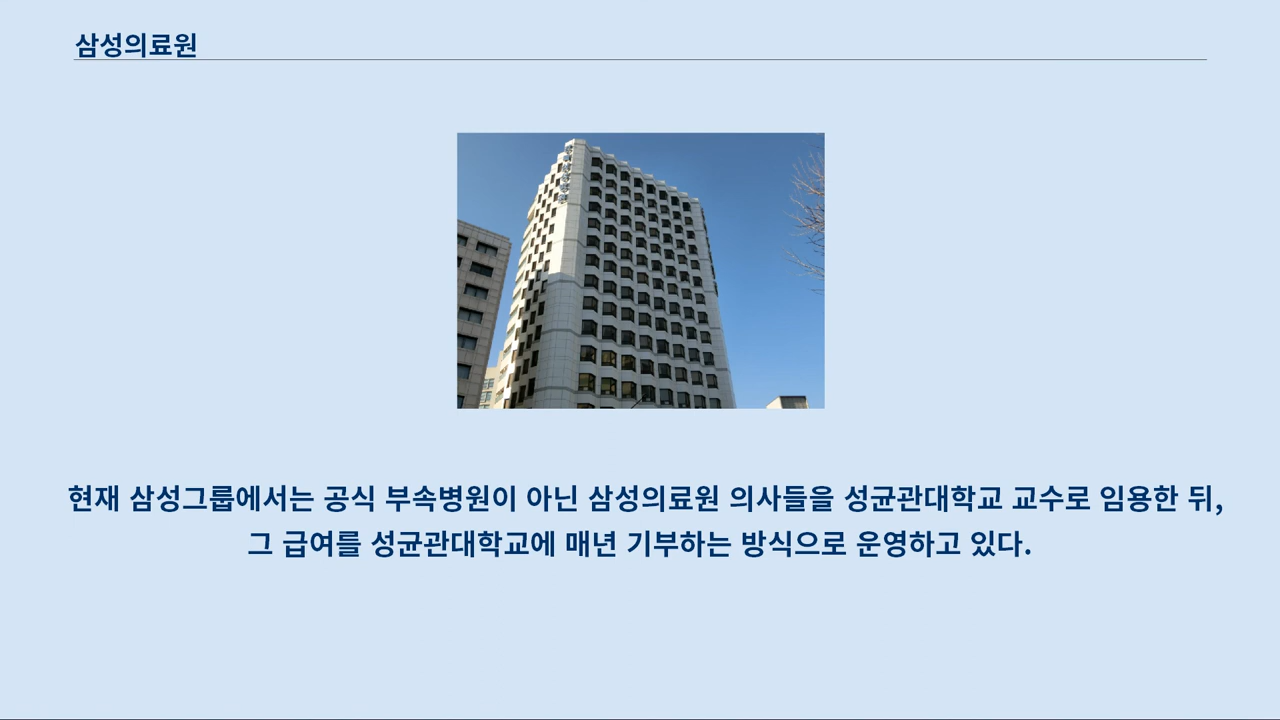 삼성의료원
현재 삼성그룹에서는 공식 부속병원이 아닌 삼성의료원 의사들을 성균관대학교 교수로 임용한 뒤,
그 급여를 성균관대학교에 매년 기부하는 방식으로 운영하고 있다.